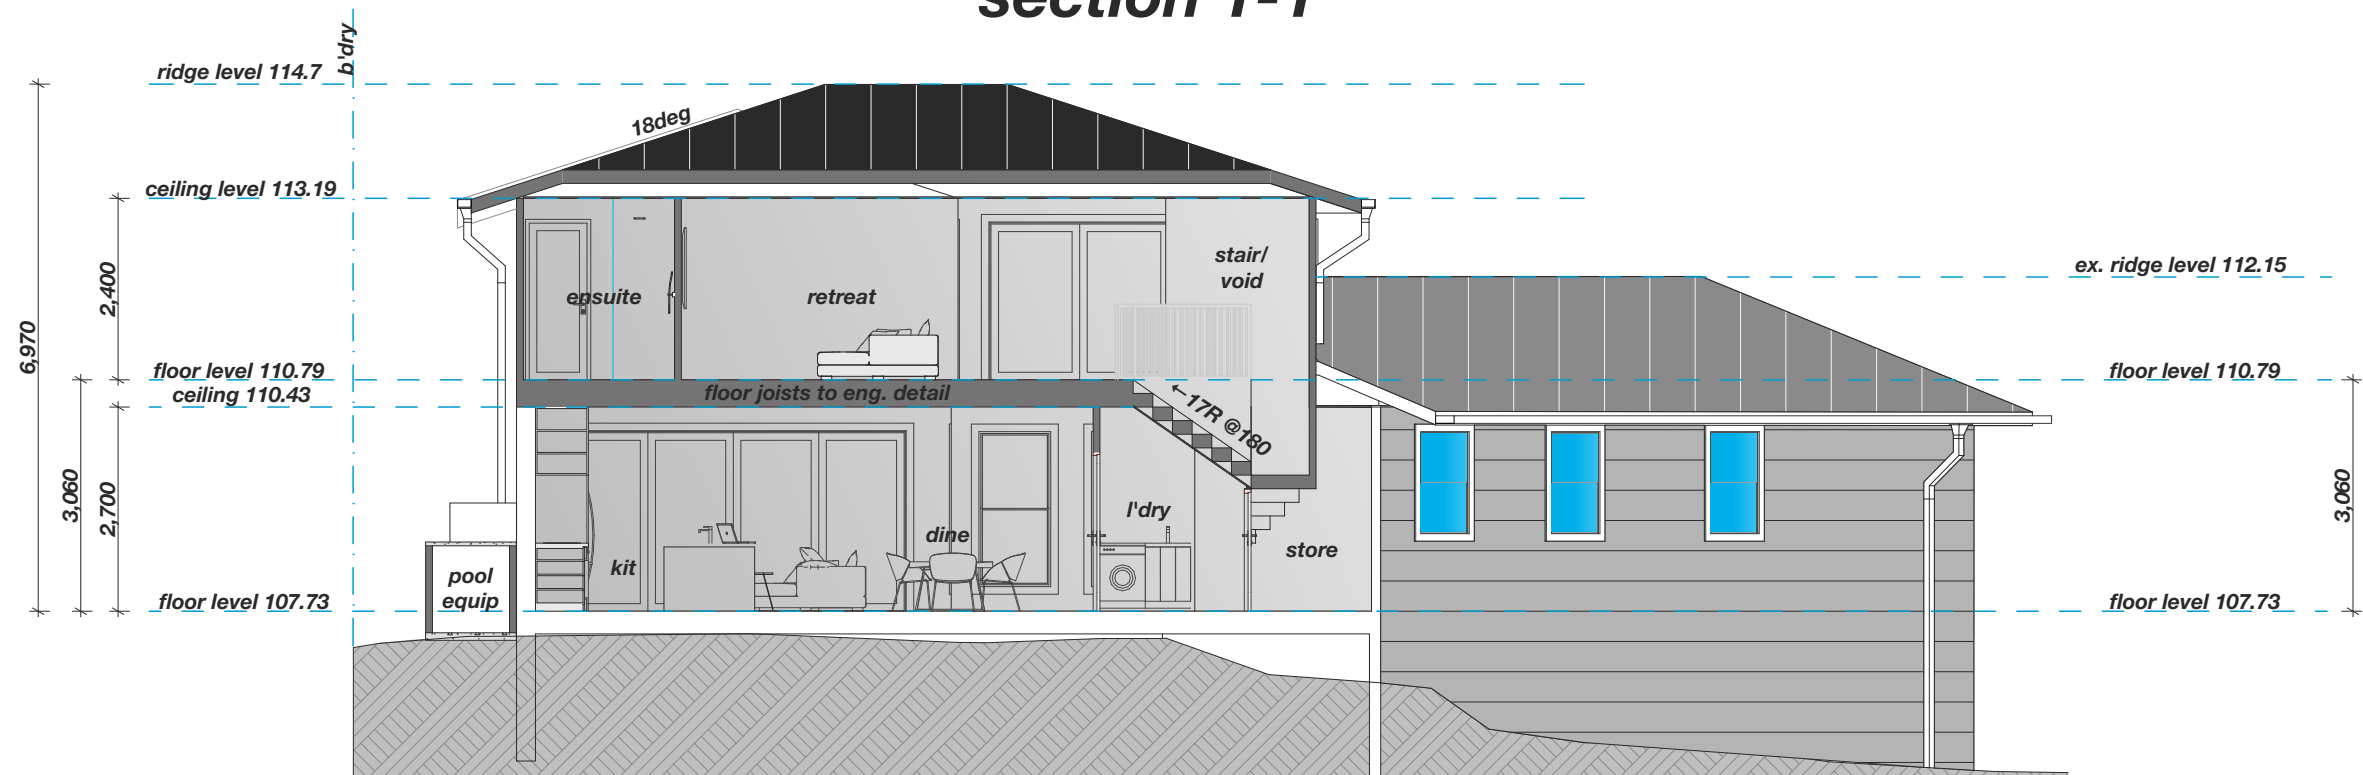 section 1-1
b'dry
ridge level 114.7
18deg
ceiling level 113.19
stair/
void
ex. ridge level 112.15
2,400
ensuite
retreat
6,970
floor level 110.79
floor level 110.79
ceiling 110.43
floor joists to eng. detail
←17R @180
3,060
2,700
3,060
l'dry
dine
store
kit
pool
equip
floor level 107.73
floor level 107.73